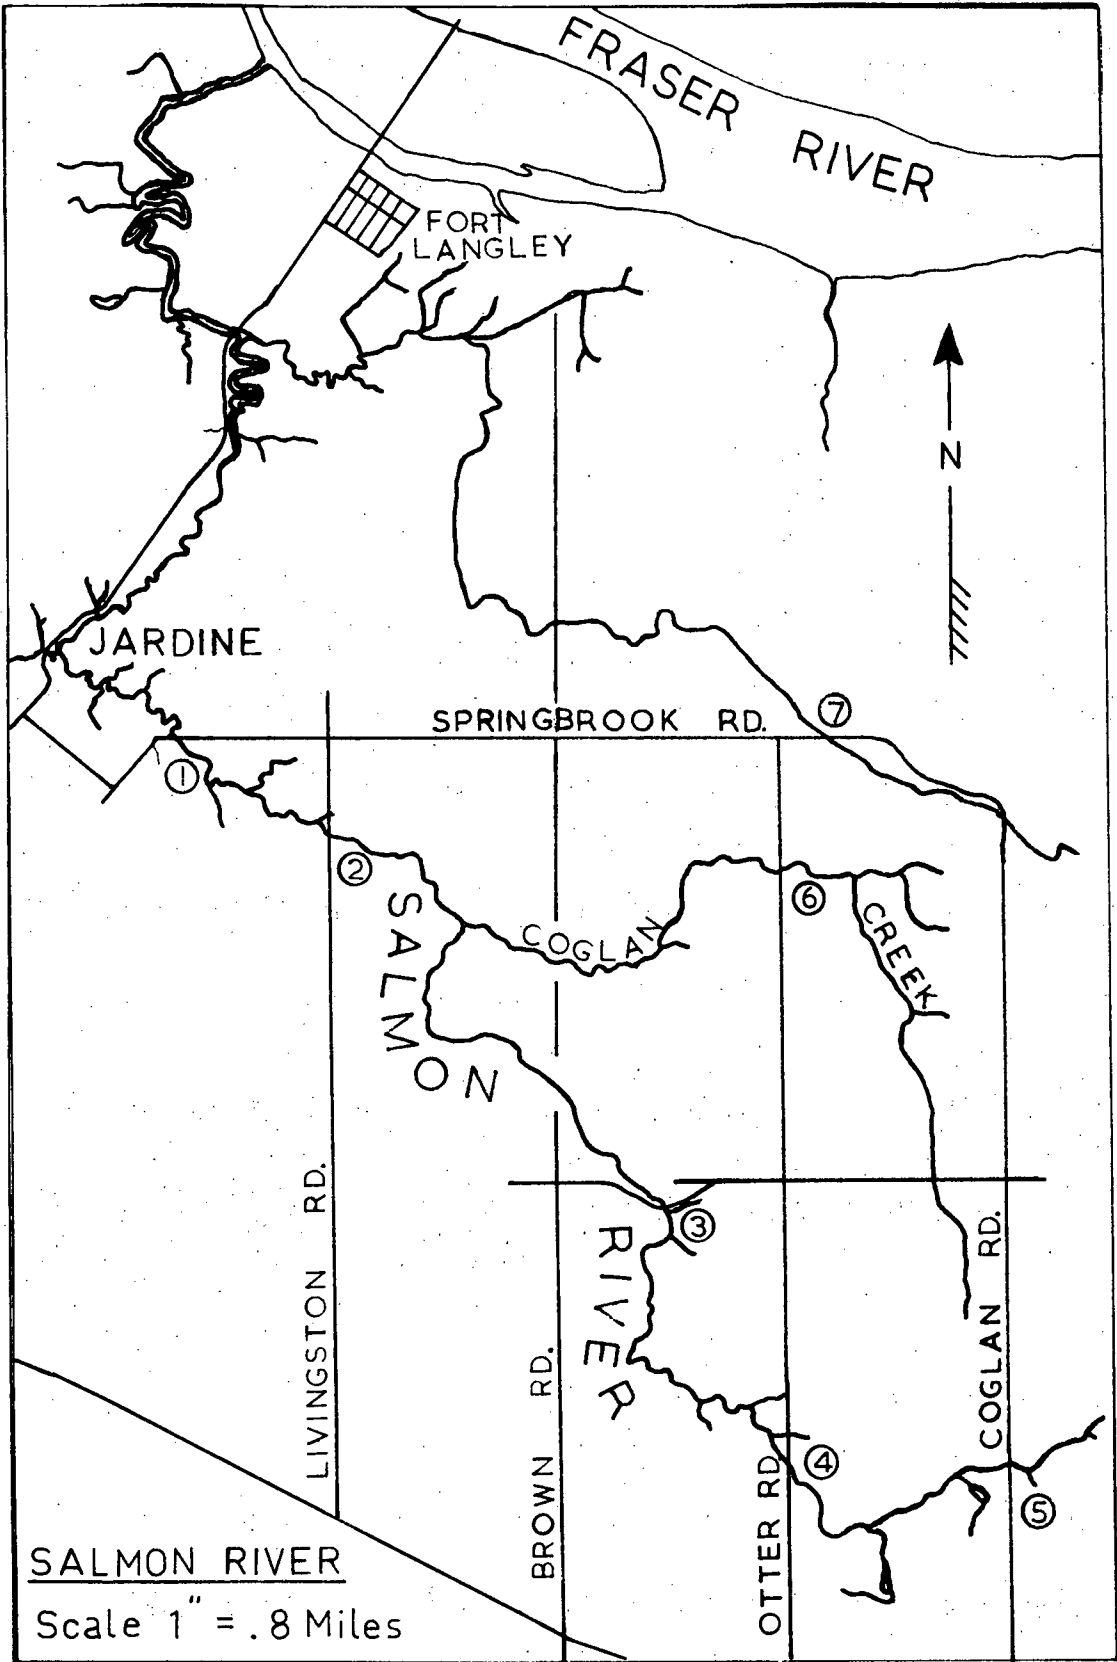 FRASER
RIVER
FORT
LANGLEY
N
JARDINE
SPRINGBROOK RD.
7
1
2
6
SALMON
COGLAN
CREEK
3
RIVER
LIVINGSTON RD.
BROWN RD.
OTTER RD.
COGLAN RD.
4
5
SALMON RIVER
Scale 1" = .8 Miles